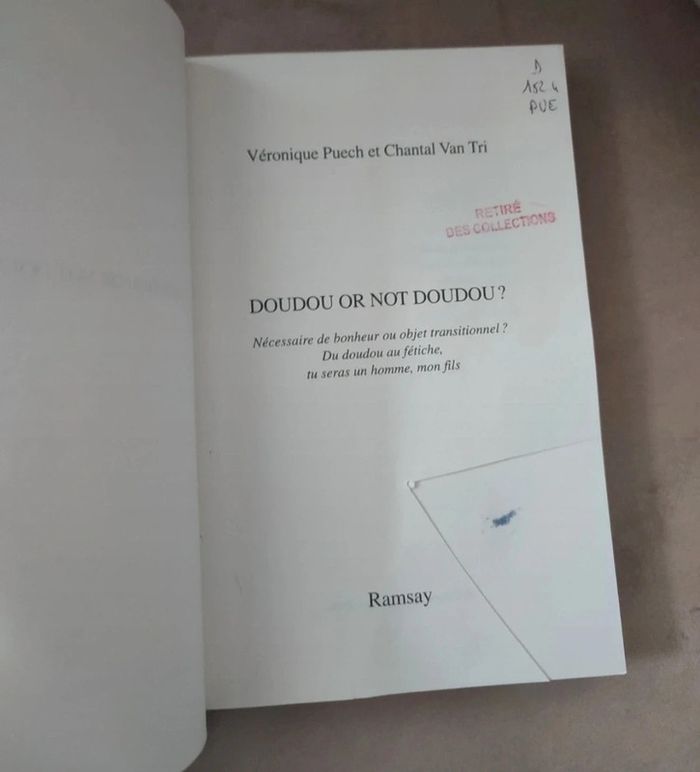 D
152 4
PUE
Véronique Puech et Chantal Van Tri
RETIRÉ
DES COLLECTIONS
DOUDOU OR NOT DOUDOU ?
Nécessaire de bonheur ou objet transitionnel ?
Du doudou au fétiche,
tu seras un homme, mon fils
Ramsay